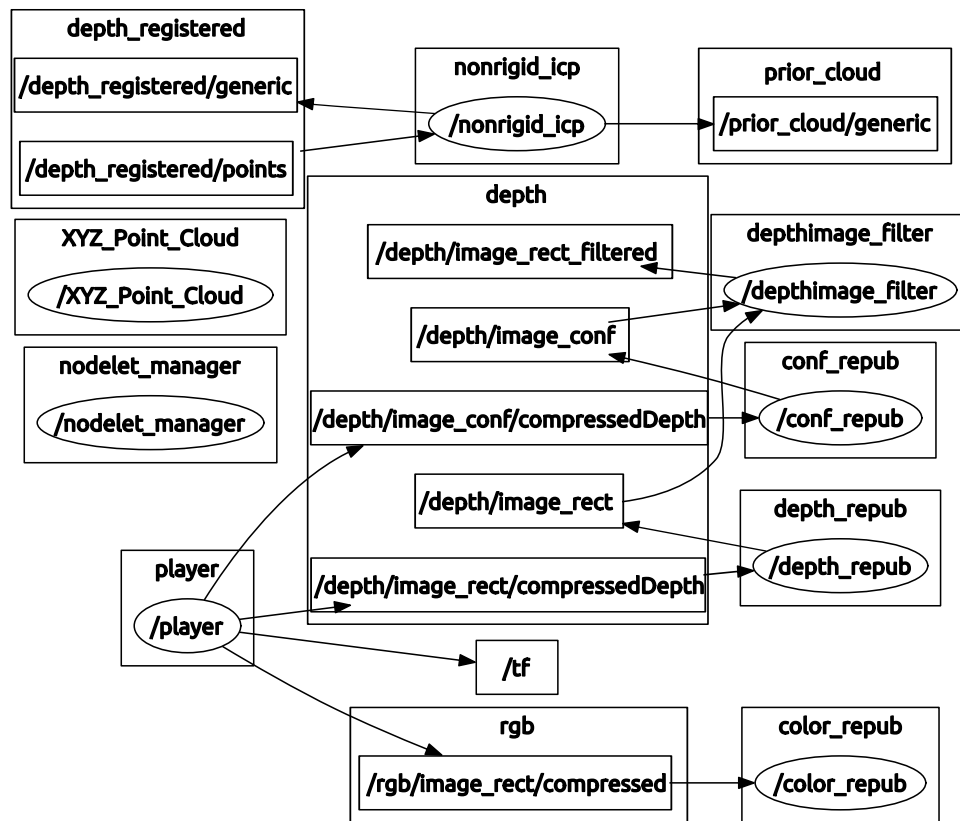 depth_registered
/depth_registered/generic
/depth_registered/points
nonrigid_icp
/nonrigid_icp
prior_cloud
/prior_cloud/generic
XYZ_Point_Cloud
/XYZ_Point_Cloud
nodelet_manager
/nodelet_manager
depth
/depth/image_rect_filtered
/depth/image_conf
/depth/image_conf/compressedDepth
/depth/image_rect
/depth/image_rect/compressedDepth
depthimage_filter
/depthimage_filter
conf_repub
/conf_repub
depth_repub
/depth_repub
player
/player
/tf
rgb
/rgb/image_rect/compressed
color_repub
/color_repub